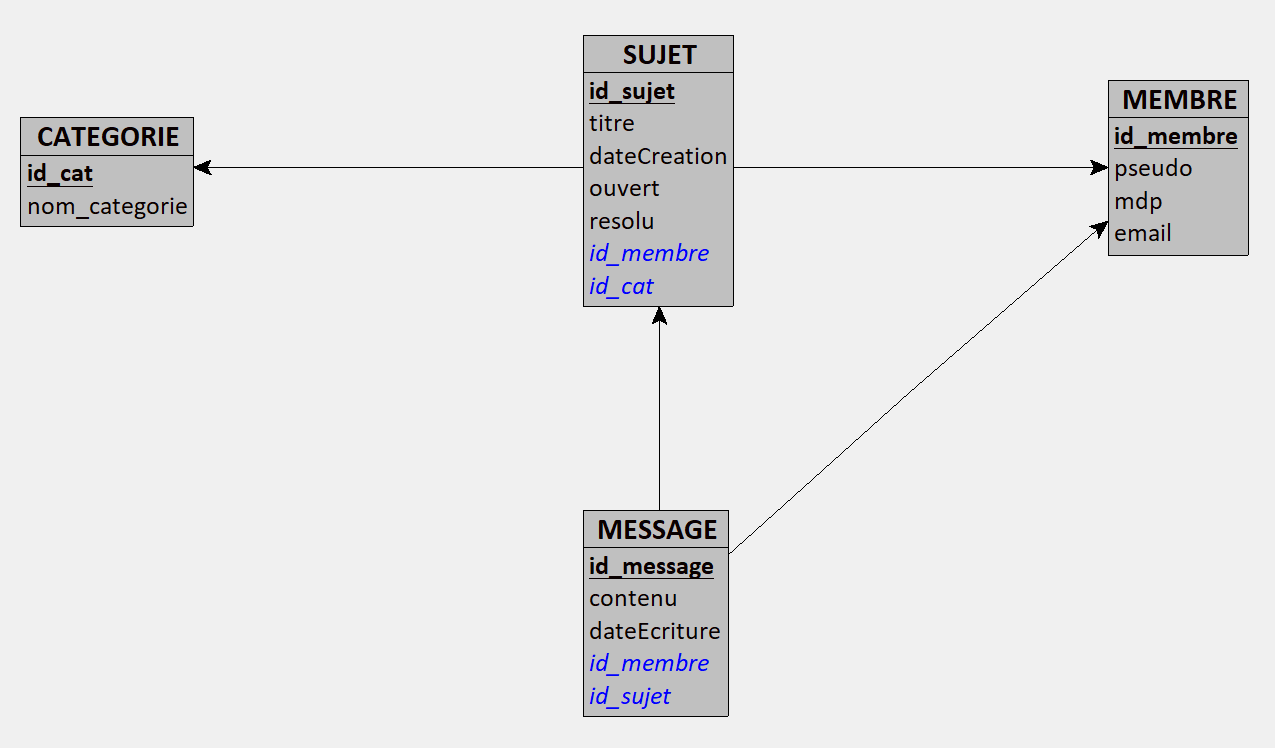 CATEGORIE
id_cat
nom_categorie
SUJET
id_sujet
titre
dateCreation
ouvert
resolu
id_membre
id_cat
MEMBRE
id_membre
pseudo
mdp
email
MESSAGE
id_message
contenu
dateEcriture
id_membre
id_sujet